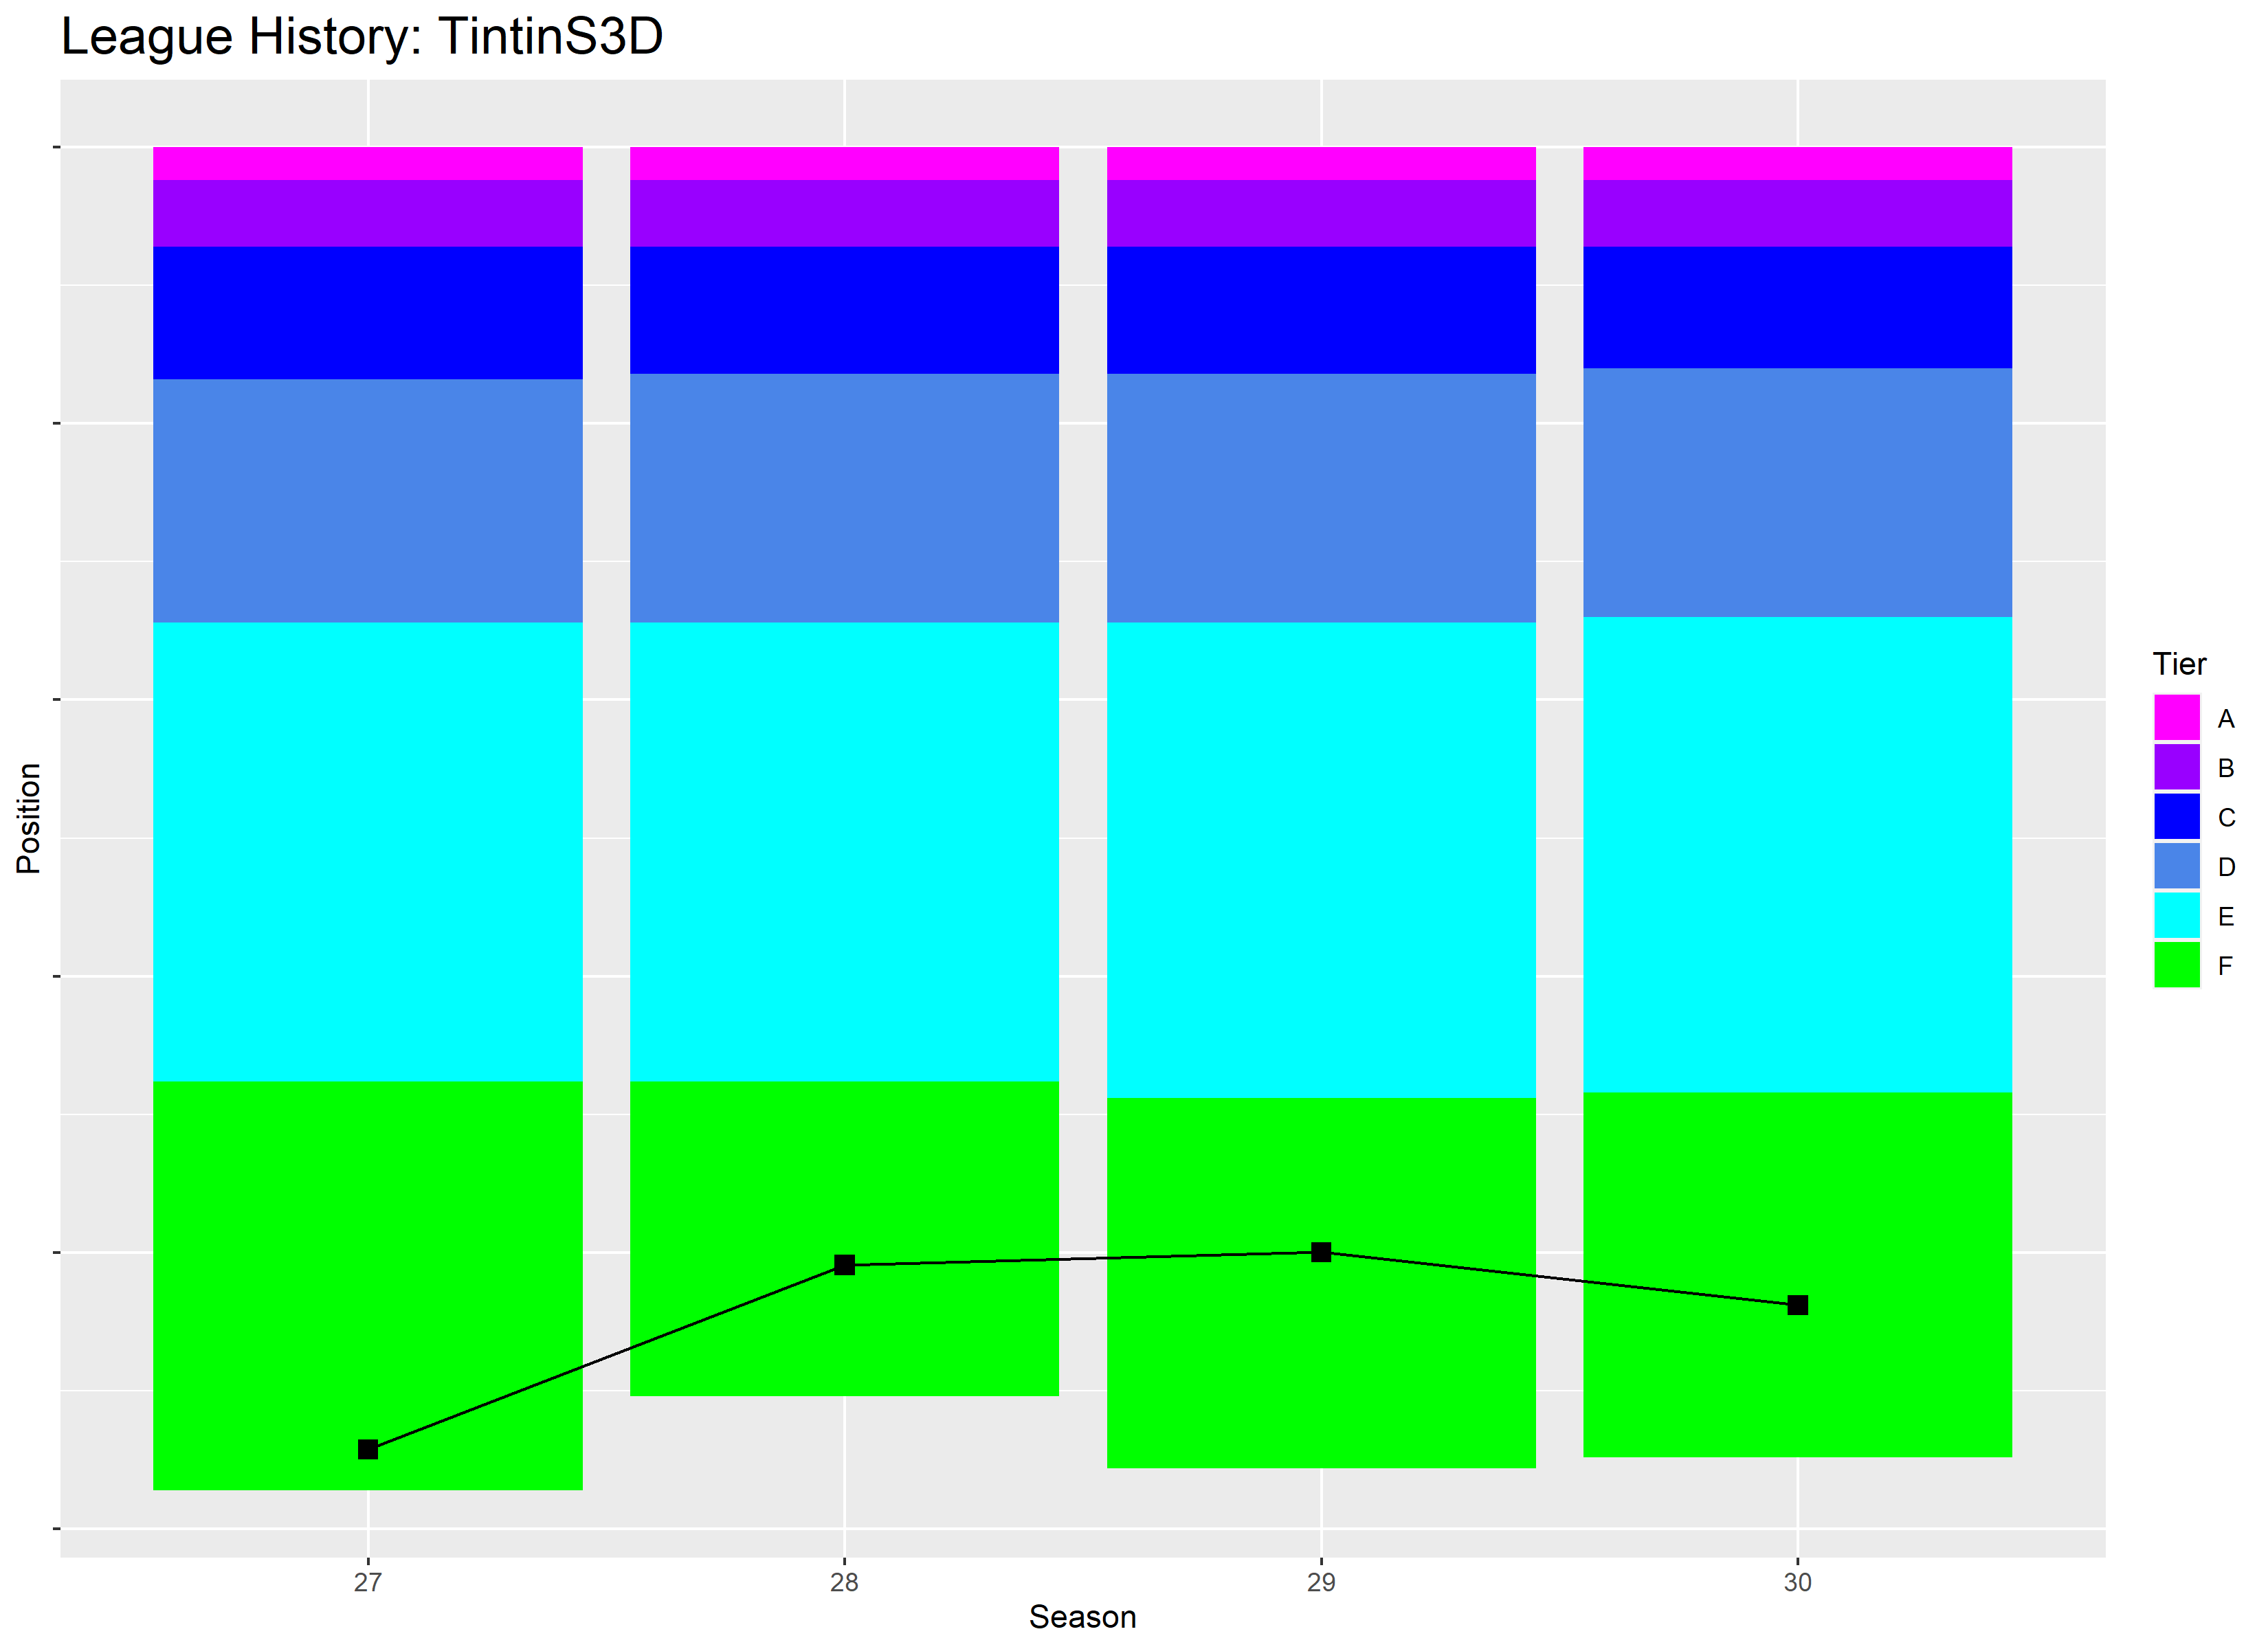 League History: TintinS3D
Position
27 28 29 30
Season
Tier
A
B
C
D
E
F